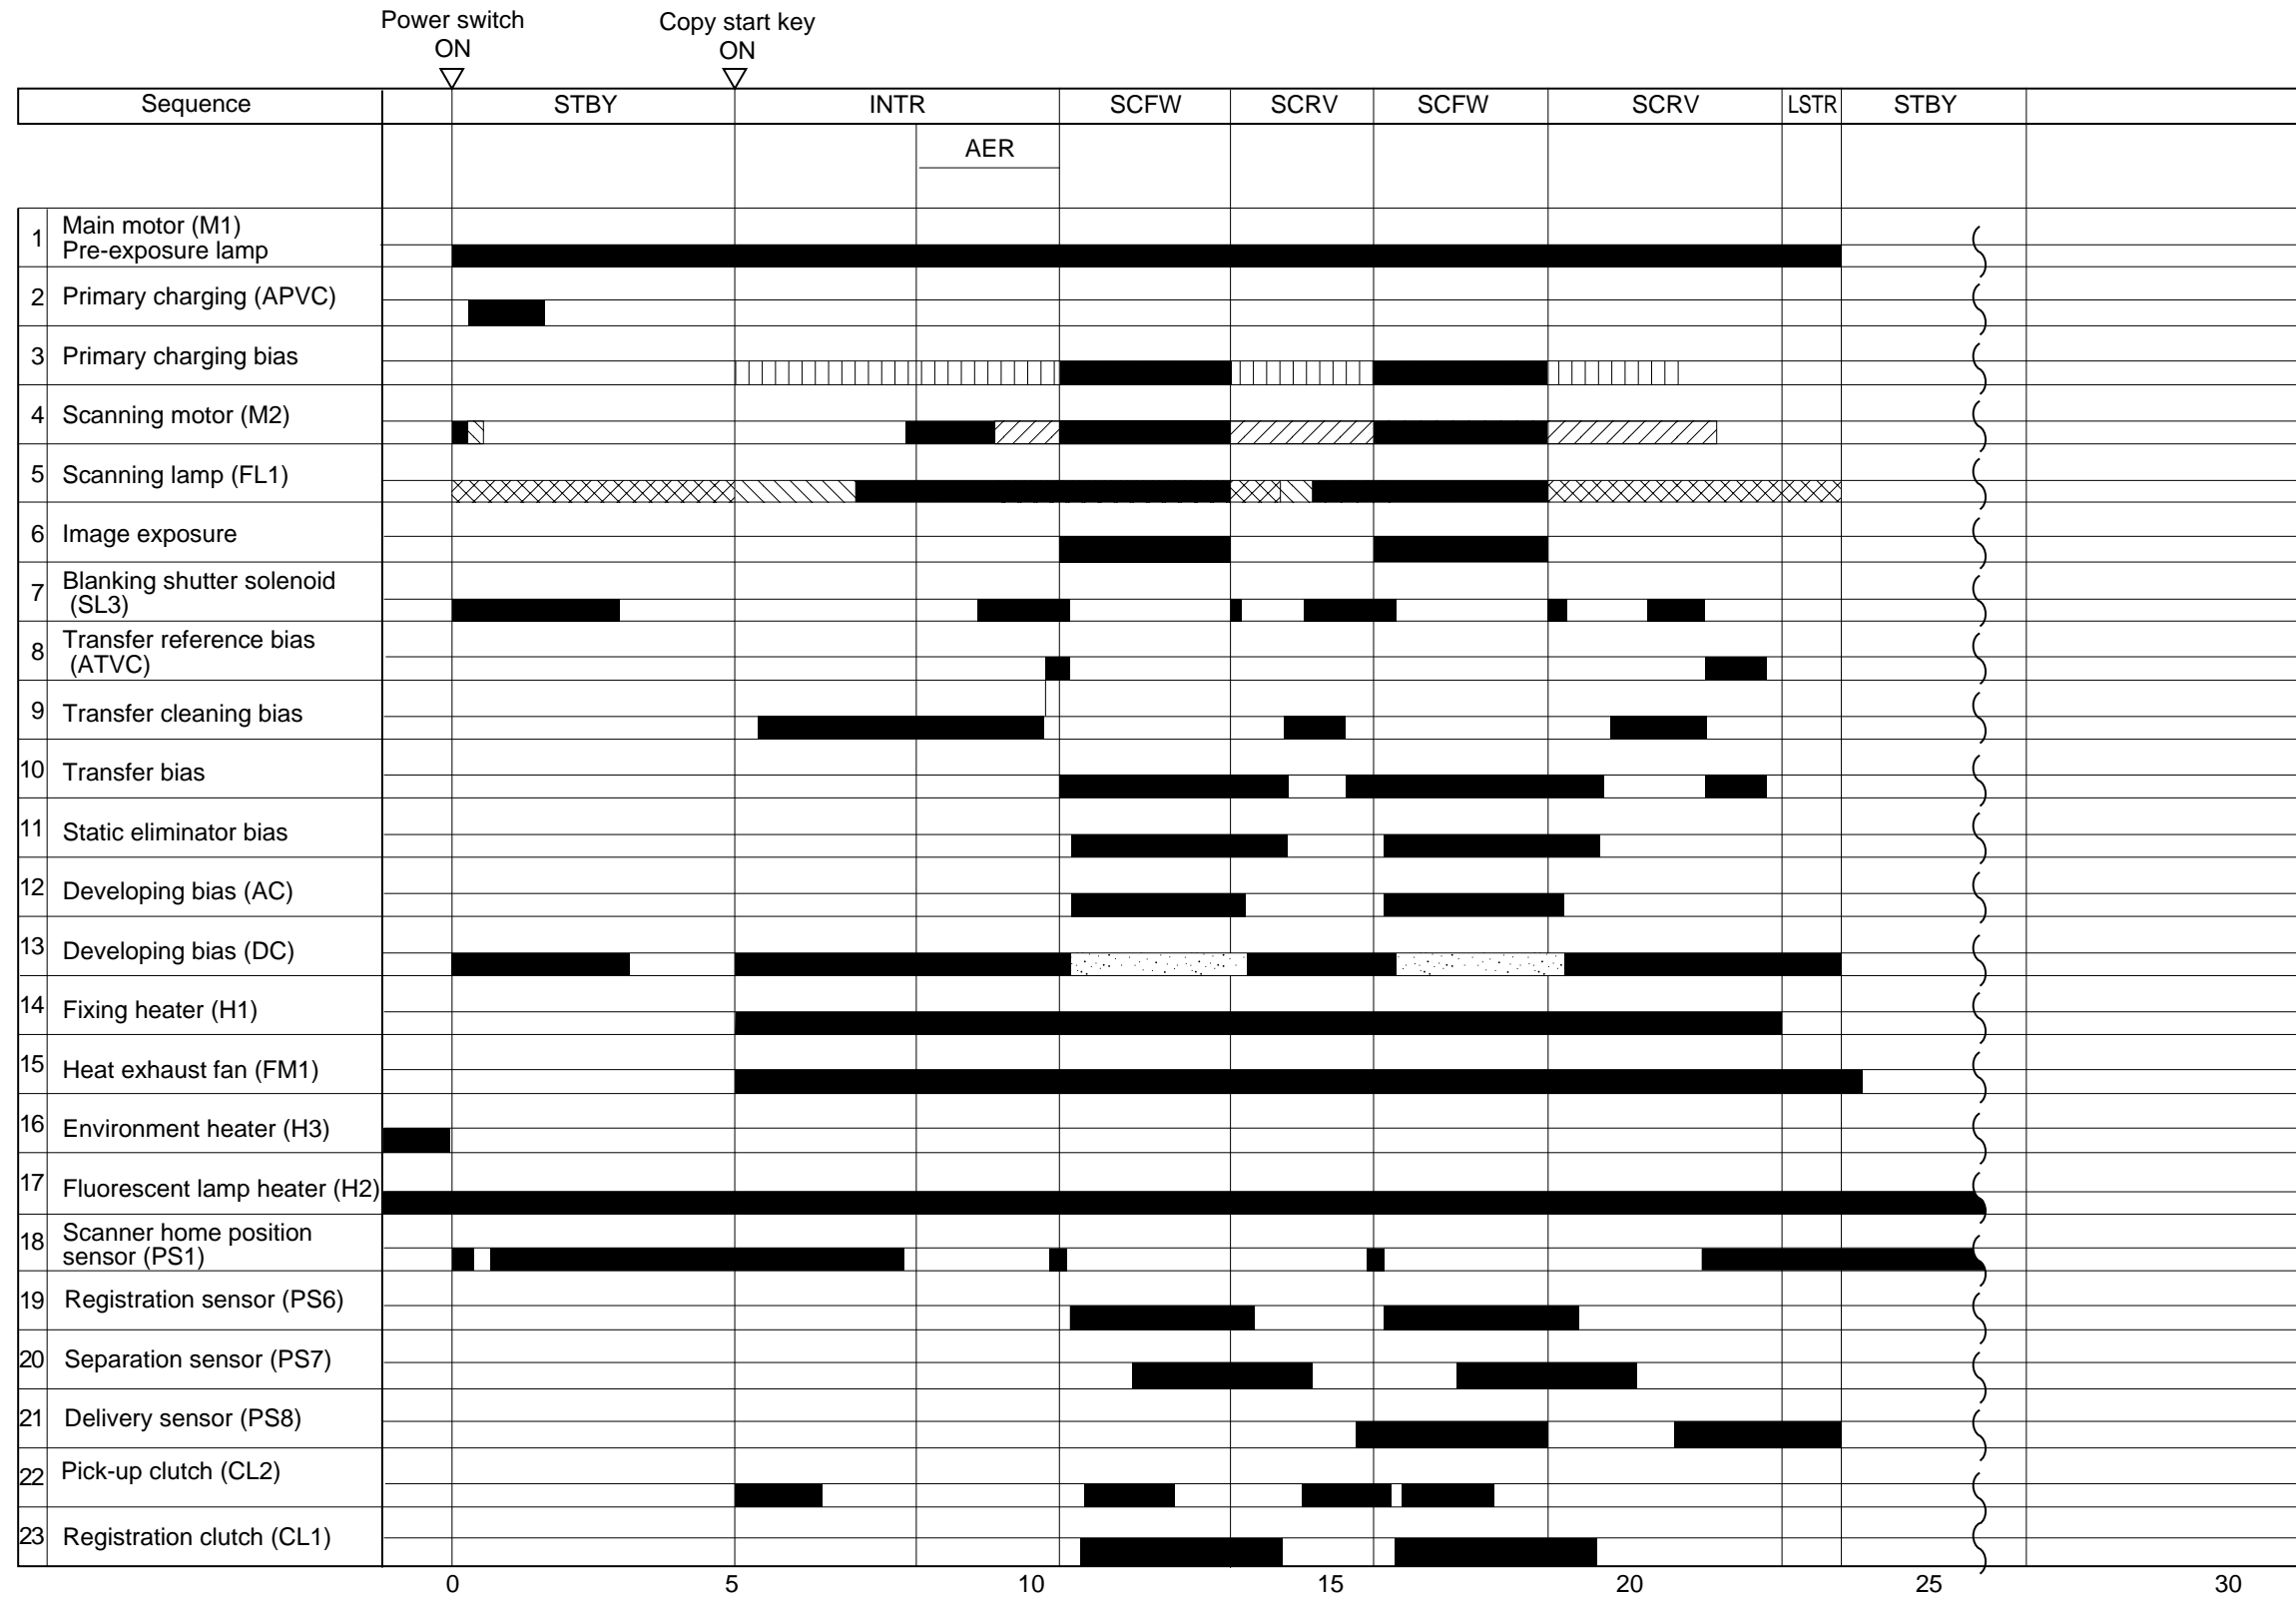 Power switch
ON
Copy start key
ON
Sequence STBY INTR SCFW SCRV SCFW SCRV LSTR STBY
AER
1 Main motor (M1)
Pre-exposure lamp
2 Primary charging (APVC)
3 Primary charging bias
4 Scanning motor (M2)
5 Scanning lamp (FL1)
6 Image exposure
7 Blanking shutter solenoid
(SL3)
8 Transfer reference bias
(ATVC)
9 Transfer cleaning bias
10 Transfer bias
11 Static eliminator bias
12 Developing bias (AC)
13 Developing bias (DC)
14 Fixing heater (H1)
15 Heat exhaust fan (FM1)
16 Environment heater (H3)
17 Fluorescent lamp heater (H2)
18 Scanner home position
sensor (PS1)
19 Registration sensor (PS6)
20 Separation sensor (PS7)
21 Delivery sensor (PS8)
22 Pick-up clutch (CL2)
23 Registration clutch (CL1)
0 5 10 15 20 25 30